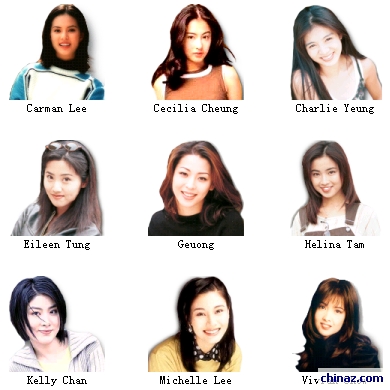 Carman Lee
Cecilia Cheung
Charlie Yeung
Eileen Tung
Geuong
Helina Tam
Kelly Chan
Michelle Lee
chinaz.com